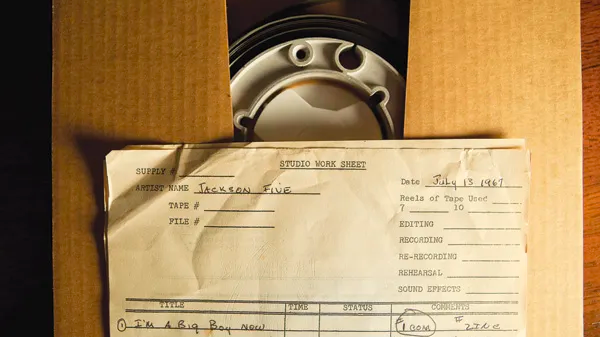 STUDIO WORK SHEET
SUPPLY #
ARTIST NAME JACKSON FIVE
Date July 13 1967
TAPE #
Reels of Tape Used
7 10
FILE #
EDITING
RECORDING
RE-RECORDING
REHEARSAL
SOUND EFFECTS
TITLE TIME STATUS COMMENTS
1 I'M A BIG BOY NOW #